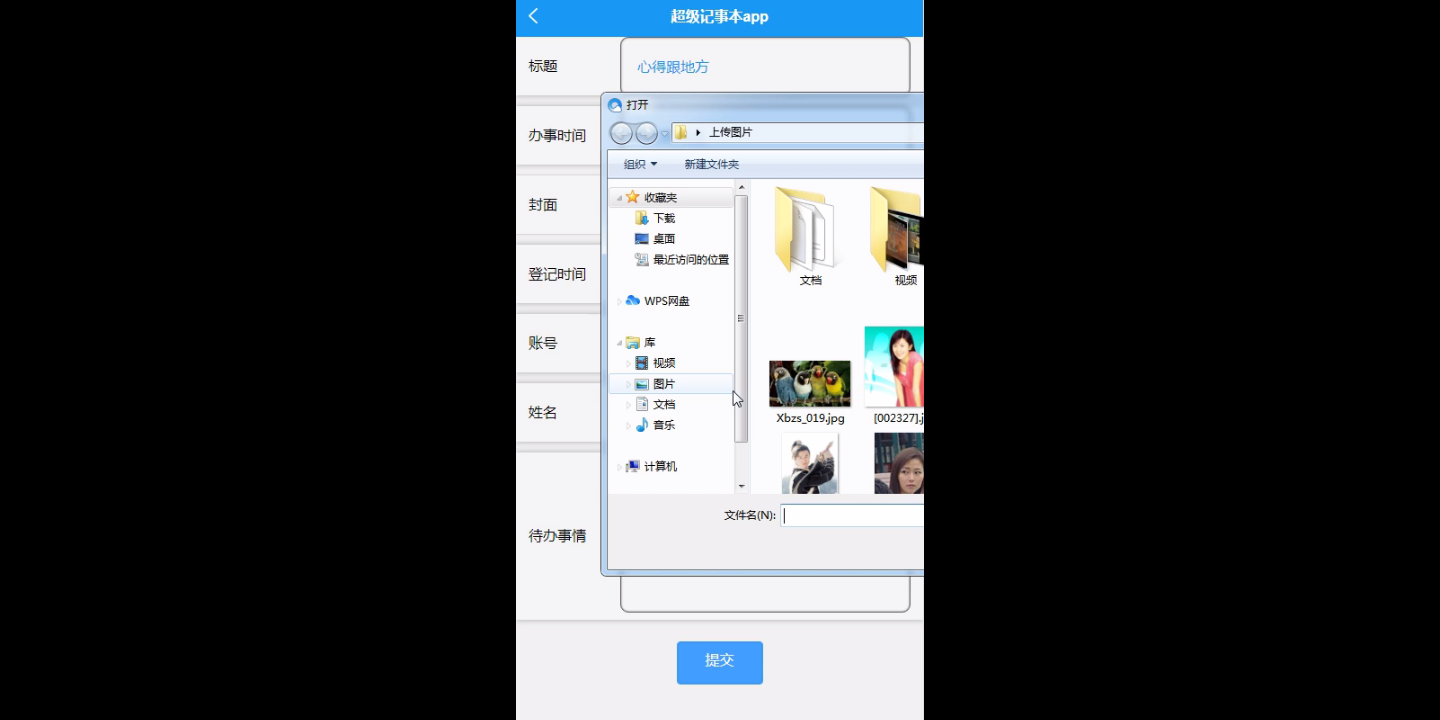 超级记事本app
标题
心得跟地方
办事时间
封面
登记时间
账号
姓名
待办事情
打开
上传图片
组织
新建文件夹
收藏夹
下载
桌面
最近访问的位置
WPS网盘
库
视频
图片
文档
音乐
计算机
文档
视频
Xbzs_019.jpg
[002327].j
文件名(N):
提交